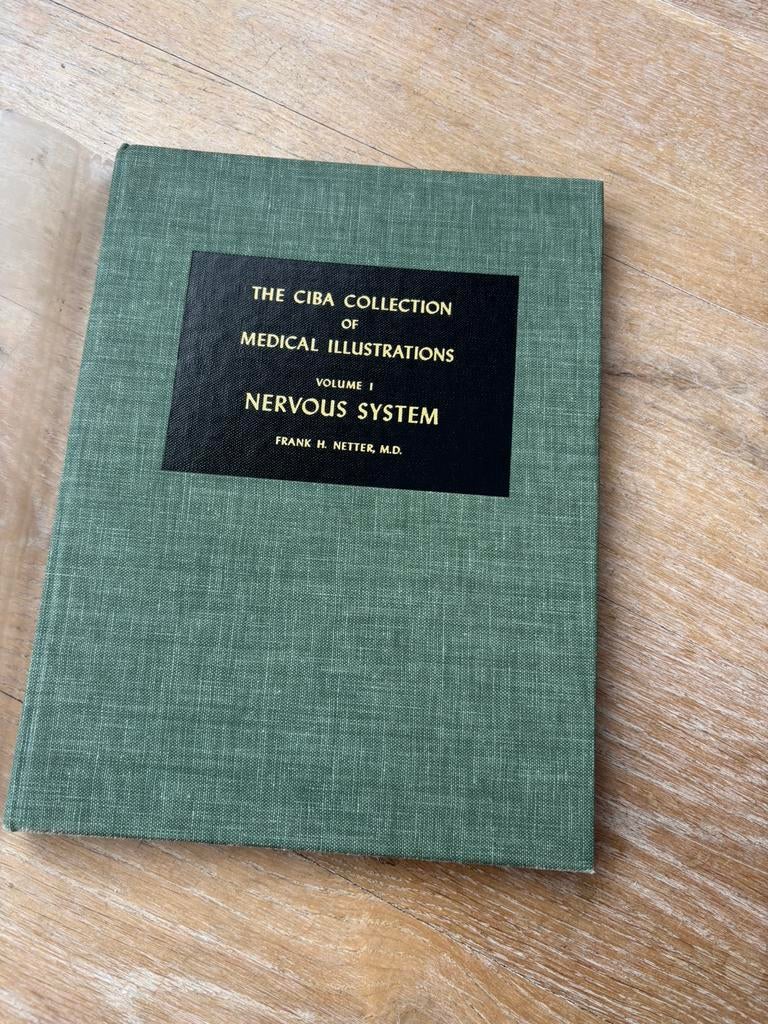 THE CIBA COLLECTION
OF
MEDICAL ILLUSTRATIONS
VOLUME I
NERVOUS SYSTEM
FRANK H. NETTER, M.D.